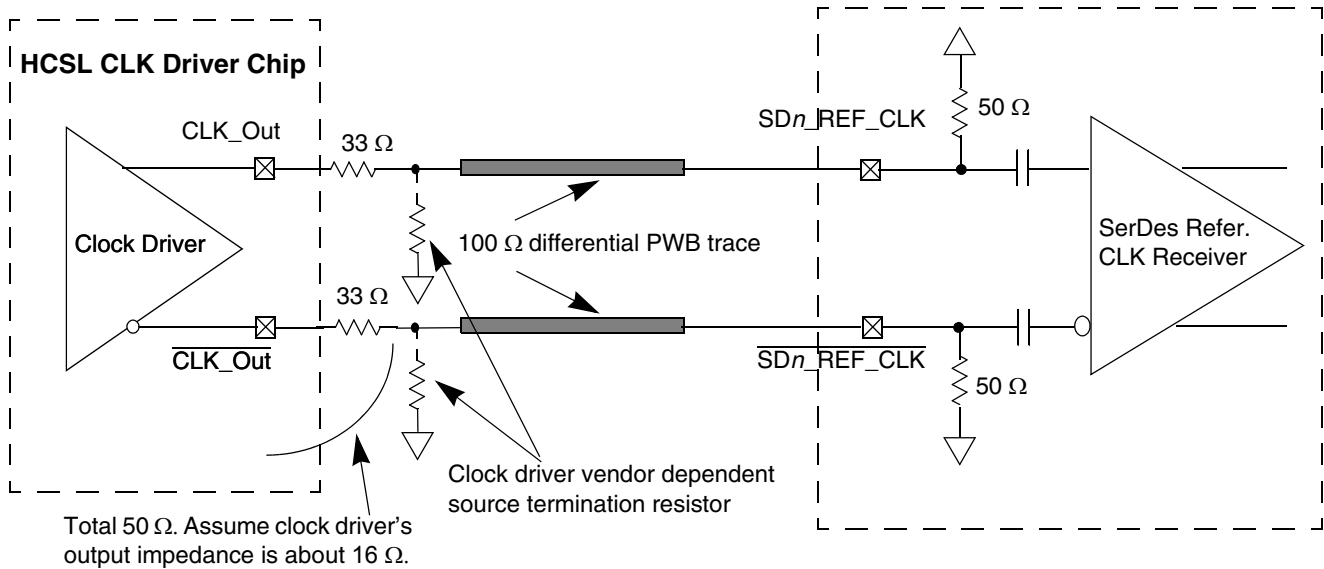 HCSL CLK Driver Chip
CLK_Out
33 Ω
SDn_REF_CLK
50 Ω
Clock Driver
100 Ω differential PWB trace
SerDes Refer.
CLK Receiver
33 Ω
CLK_Out
SDn_REF_CLK
50 Ω
Clock driver vendor dependent
source termination resistor
Total 50 Ω. Assume clock driver's
output impedance is about 16 Ω.